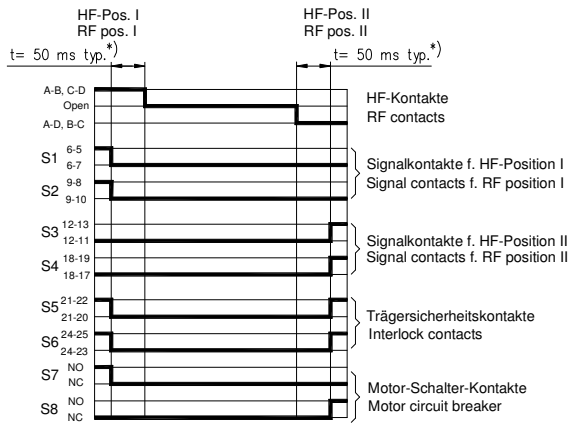 HF-Pos. I
RF pos. I
t= 50 ms typ.*)
HF-Pos. II
RF pos. II
t= 50 ms typ.*)
A-B, C-D
Open
A-D, B-C
HF-Kontakte
RF contacts
S1
6-5
6-7
S2
9-8
9-10
Signalkontakte f. HF-Position I
Signal contacts f. RF position I
S3
12-13
12-11
S4
18-19
18-17
Signalkontakte f. HF-Position II
Signal contacts f. RF position II
S5
21-22
21-20
S6
24-25
24-23
Trägersicherheitskontakte
Interlock contacts
S7
NO
NC
S8
NO
NC
Motor-Schalter-Kontakte
Motor circuit breaker